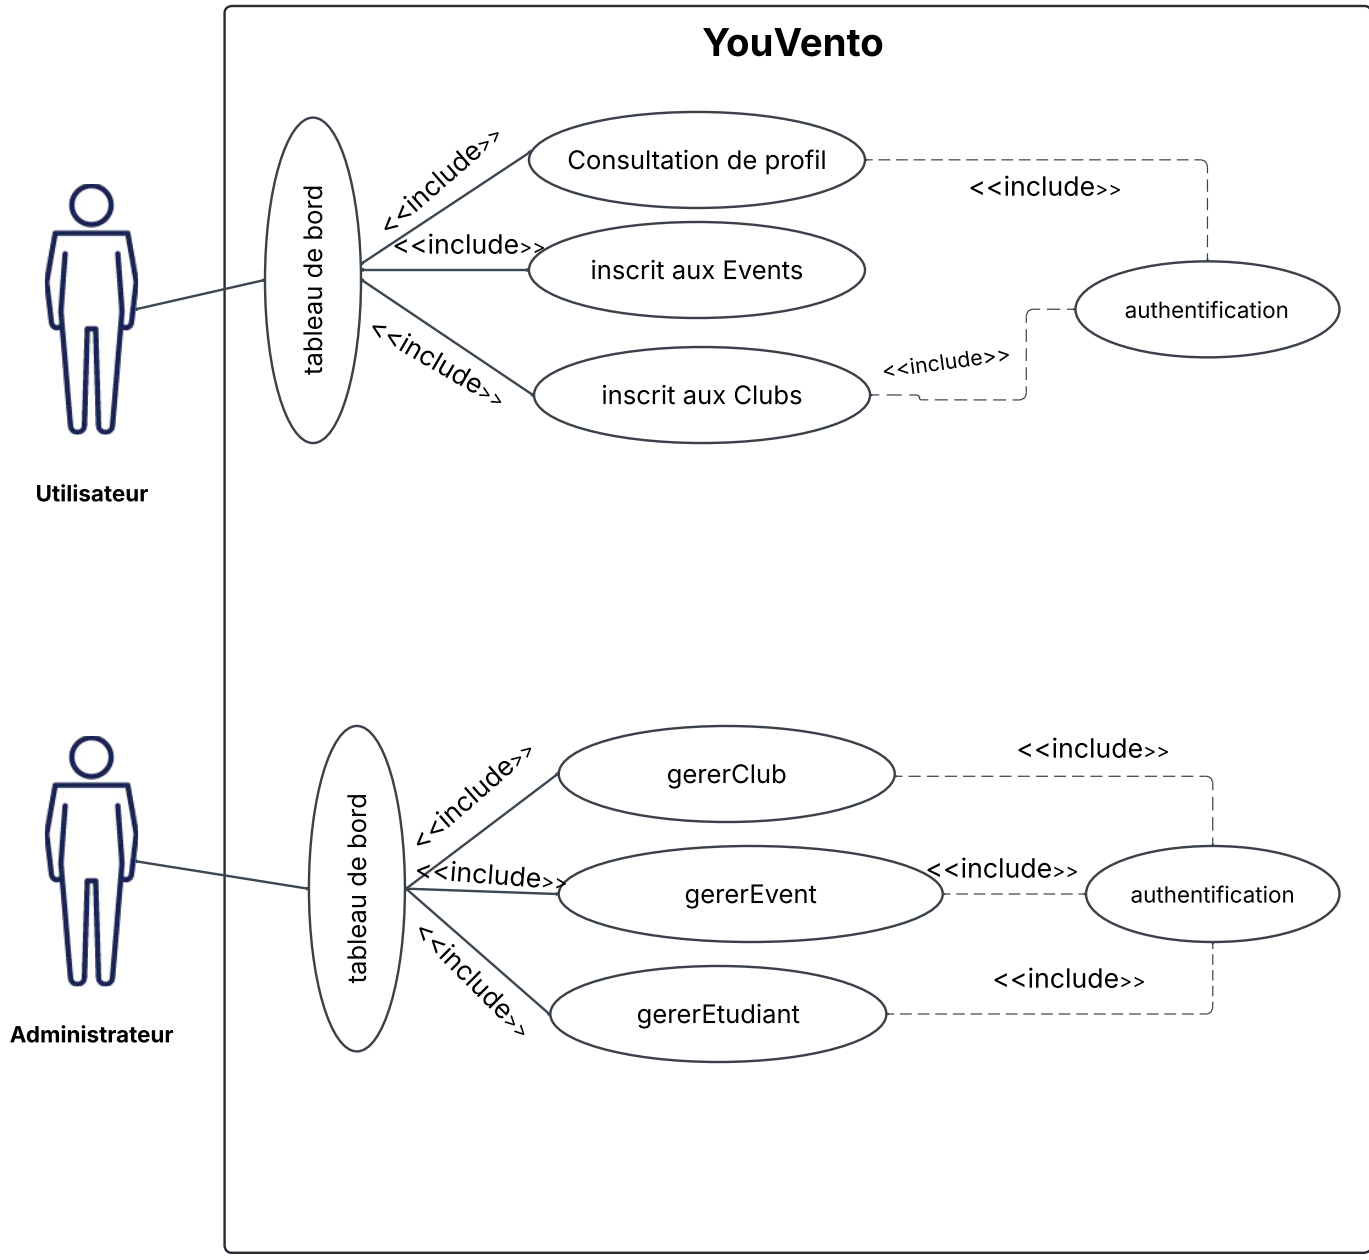 YouVento
<<include>>
Consultation de profil
<<include>>
<<include>>
tableau de bord
inscrit aux Events
authentification
<<include>>
<<include>>
inscrit aux Clubs
Utilisateur
<<include>>
gererClub
<<include>>
tableau de bord
<<include>>
gererEvent
<<include>>
authentification
<<include>>
<<include>>
gererEtudiant
Administrateur